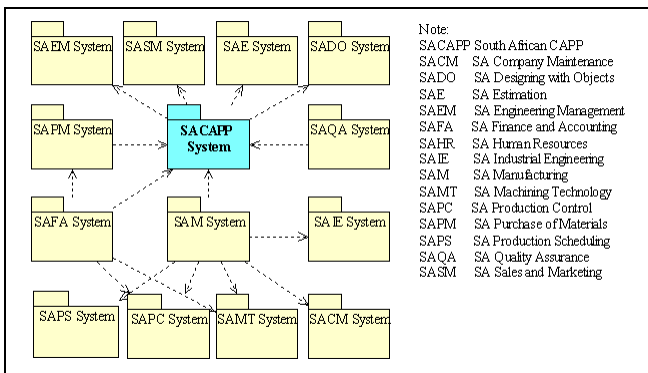 SAEM System
SASM System
SAE System
SADO System
SAPM System
SACAPP
System
SAQA System
SAFA System
SAM System
SAIE System
SAPS System
SAPC System
SAMT System
SACM System
Note:
SACAPP South African CAPP
SACM SA Company Maintenance
SADO SA Designing with Objects
SAE SA Estimation
SAEM SA Engineering Management
SAFA SA Finance and Accounting
SAHR SA Human Resources
SAIE SA Industrial Engineering
SAM SA Manufacturing
SAMT SA Machining Technology
SAPC SA Production Control
SAPM SA Purchase of Materials
SAPS SA Production Scheduling
SAQA SA Quality Assurance
SASM SA Sales and Marketing